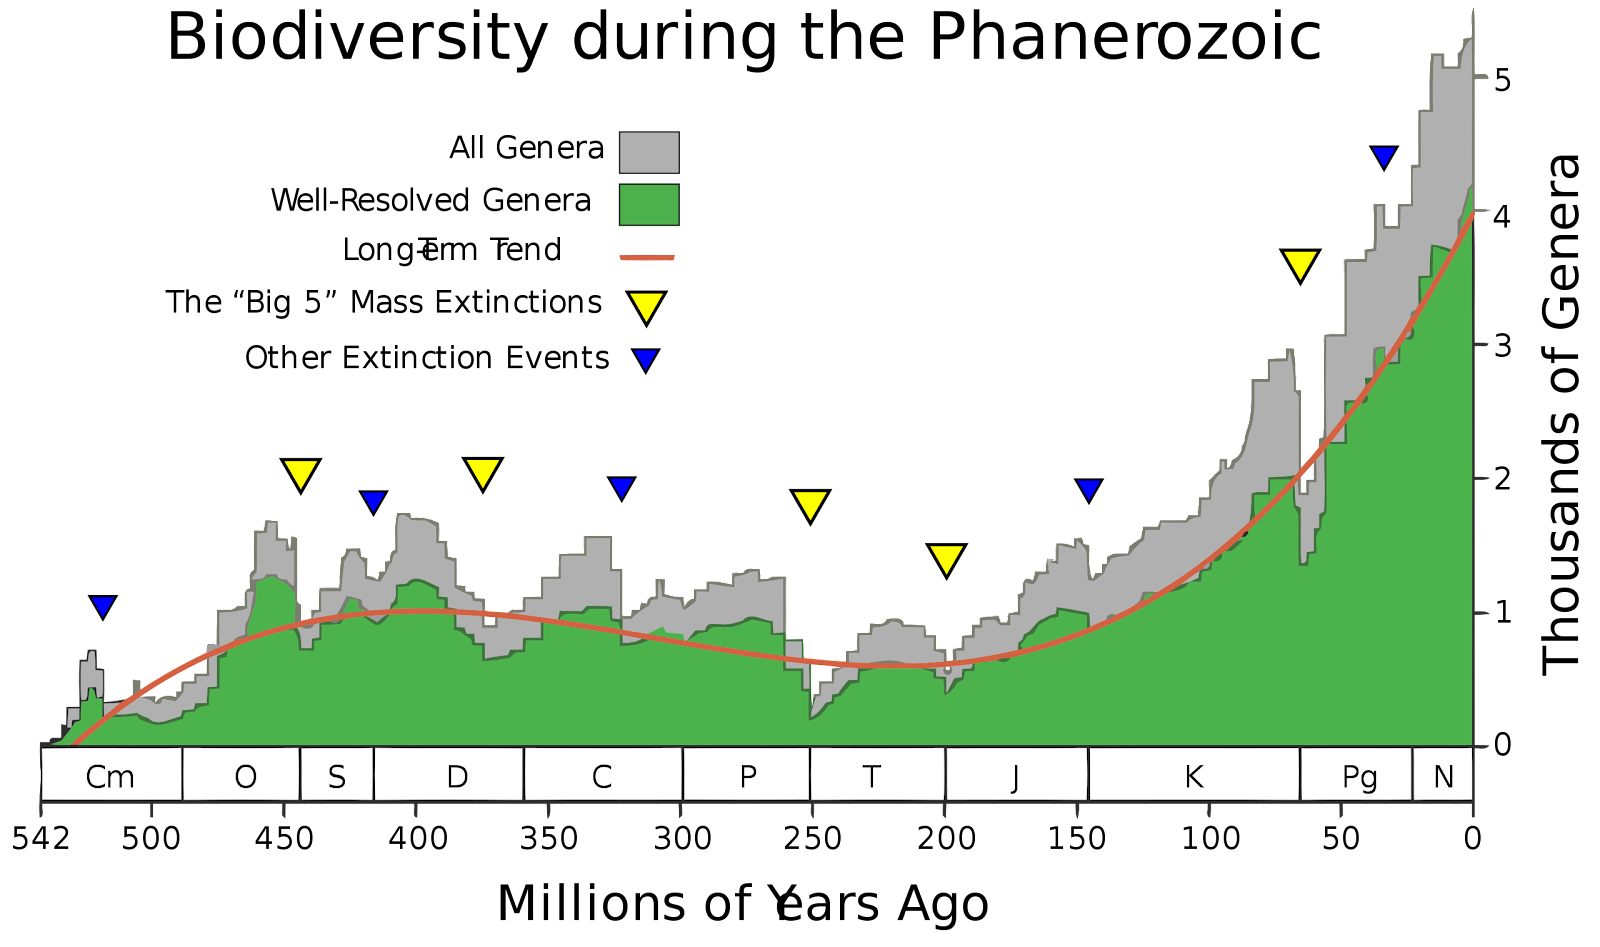 Biodiversity during the Phanerozoic
All Genera
Well-Resolved Genera
Long-Term Tend
The “Big 5” Mass Extinctions
Other Extinction Events
5
4
3
2
1
0
Thousands of Genera
Cm O S D C P T J K Pg N
542 500 450 400 350 300 250 200 150 100 50 0
Millions of Years Ago